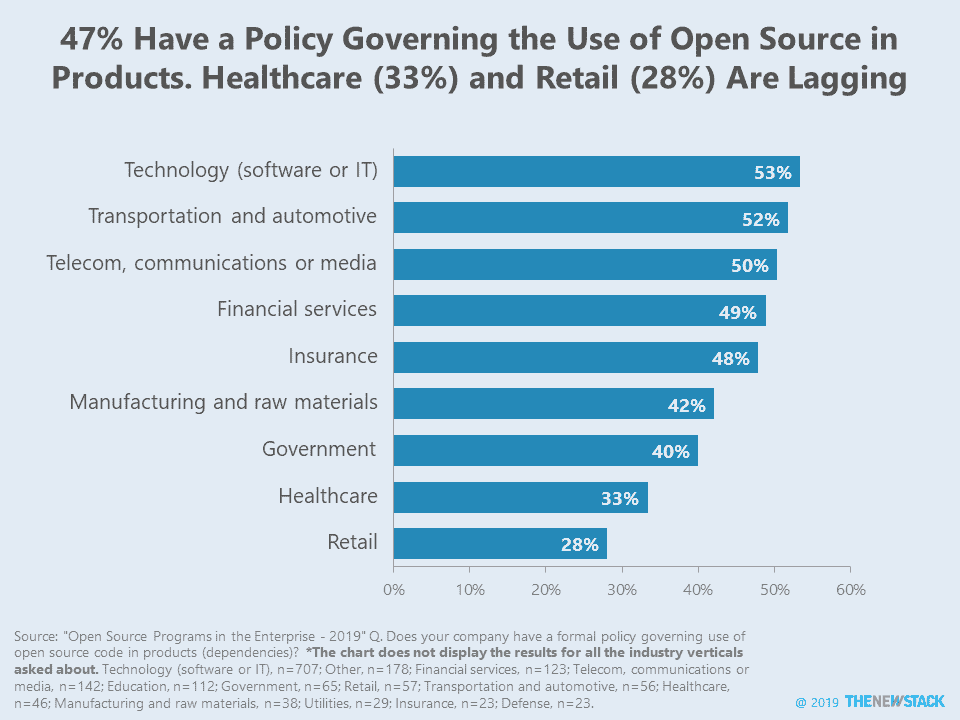 47% Have a Policy Governing the Use of Open Source in
Products. Healthcare (33%) and Retail (28%) Are Lagging
Technology (software or IT) 53%
Transportation and automotive 52%
Telecom, communications or media 50%
Financial services 49%
Insurance 48%
Manufacturing and raw materials 42%
Government 40%
Healthcare 33%
Retail 28%
0% 10% 20% 30% 40% 50% 60%
Source: "Open Source Programs in the Enterprise - 2019" Q. Does your company have a formal policy governing use of
open source code in products (dependencies)? *The chart does not display the results for all the industry verticals
asked about. Technology (software or IT), n=707; Other, n=178; Financial services, n=123; Telecom, communications or
media, n=142; Education, n=112; Government, n=65; Retail, n=57; Transportation and automotive, n=56; Healthcare,
n=46; Manufacturing and raw materials, n=38; Utilities, n=29; Insurance, n=23; Defense, n=23.
@ 2019 THENEWSTACK